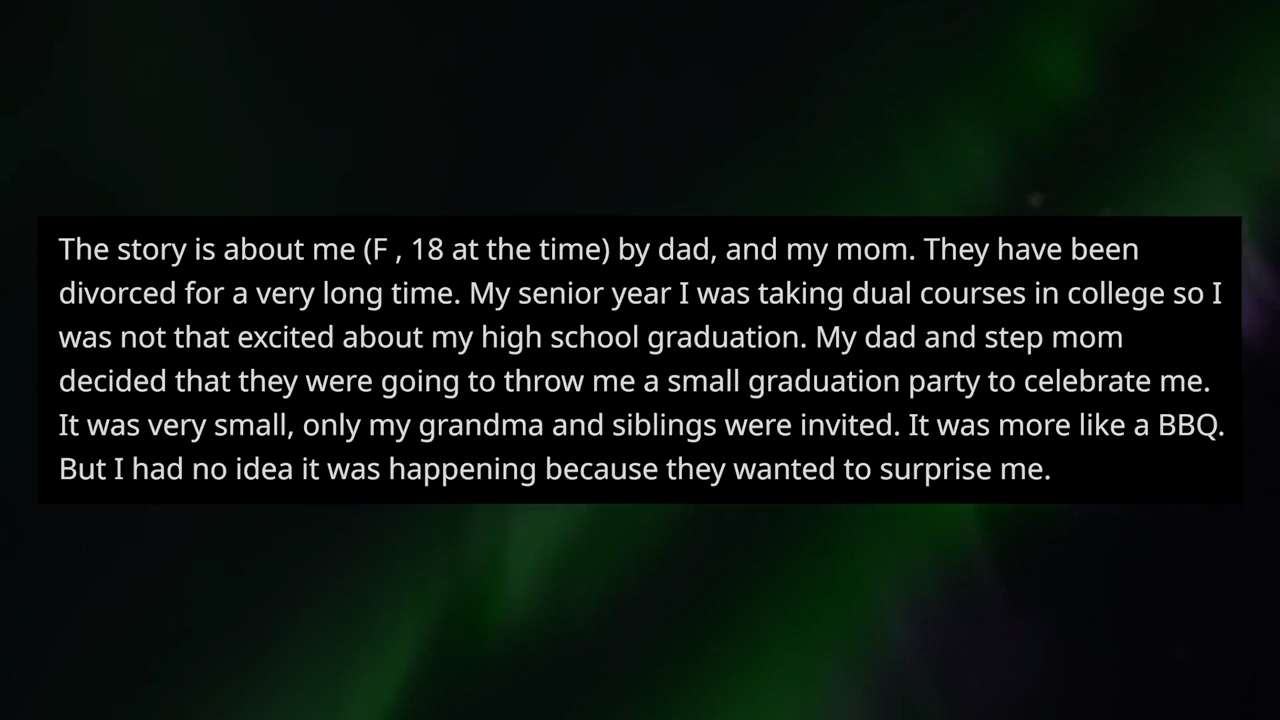 The story is about me (F , 18 at the time) by dad, and my mom. They have been
divorced for a very long time. My senior year I was taking dual courses in college so I
was not that excited about my high school graduation. My dad and step mom
decided that they were going to throw me a small graduation party to celebrate me.
It was very small, only my grandma and siblings were invited. It was more like a BBQ.
But I had no idea it was happening because they wanted to surprise me.